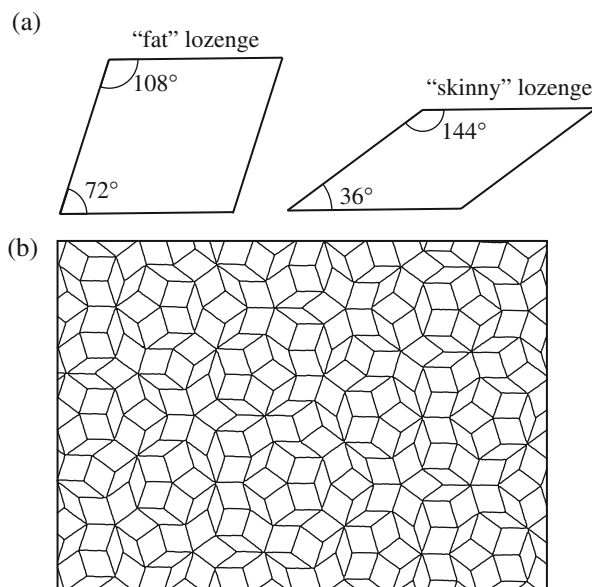 (a)
“fat” lozenge
108°
72°
“skinny” lozenge
144°
36°
(b)